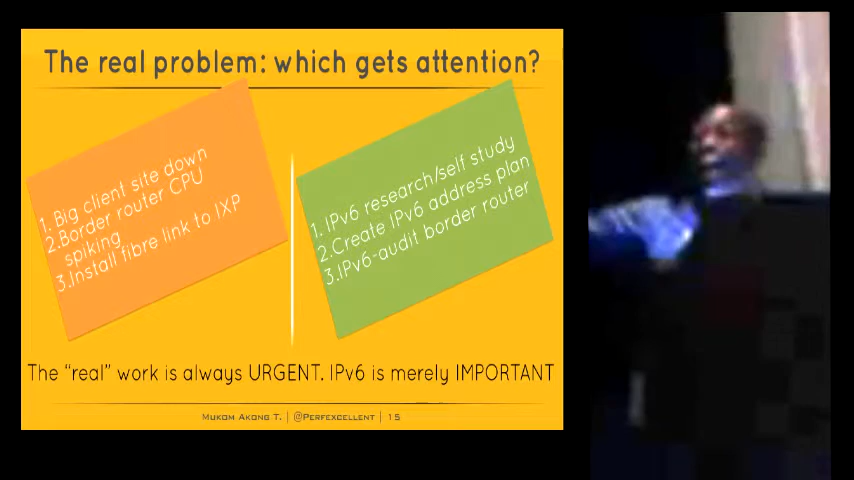 The real problem: which gets attention?
1. Big client site down
2.Border router CPU
spiking
3.Install fibre link to IXP
1. IPv6 research/self study
2.Create IPv6 address plan
3.IPv6-audit border router
The "real" work is always URGENT. IPv6 is merely IMPORTANT
Mukom Akong T. | @Perfexcellent | 15